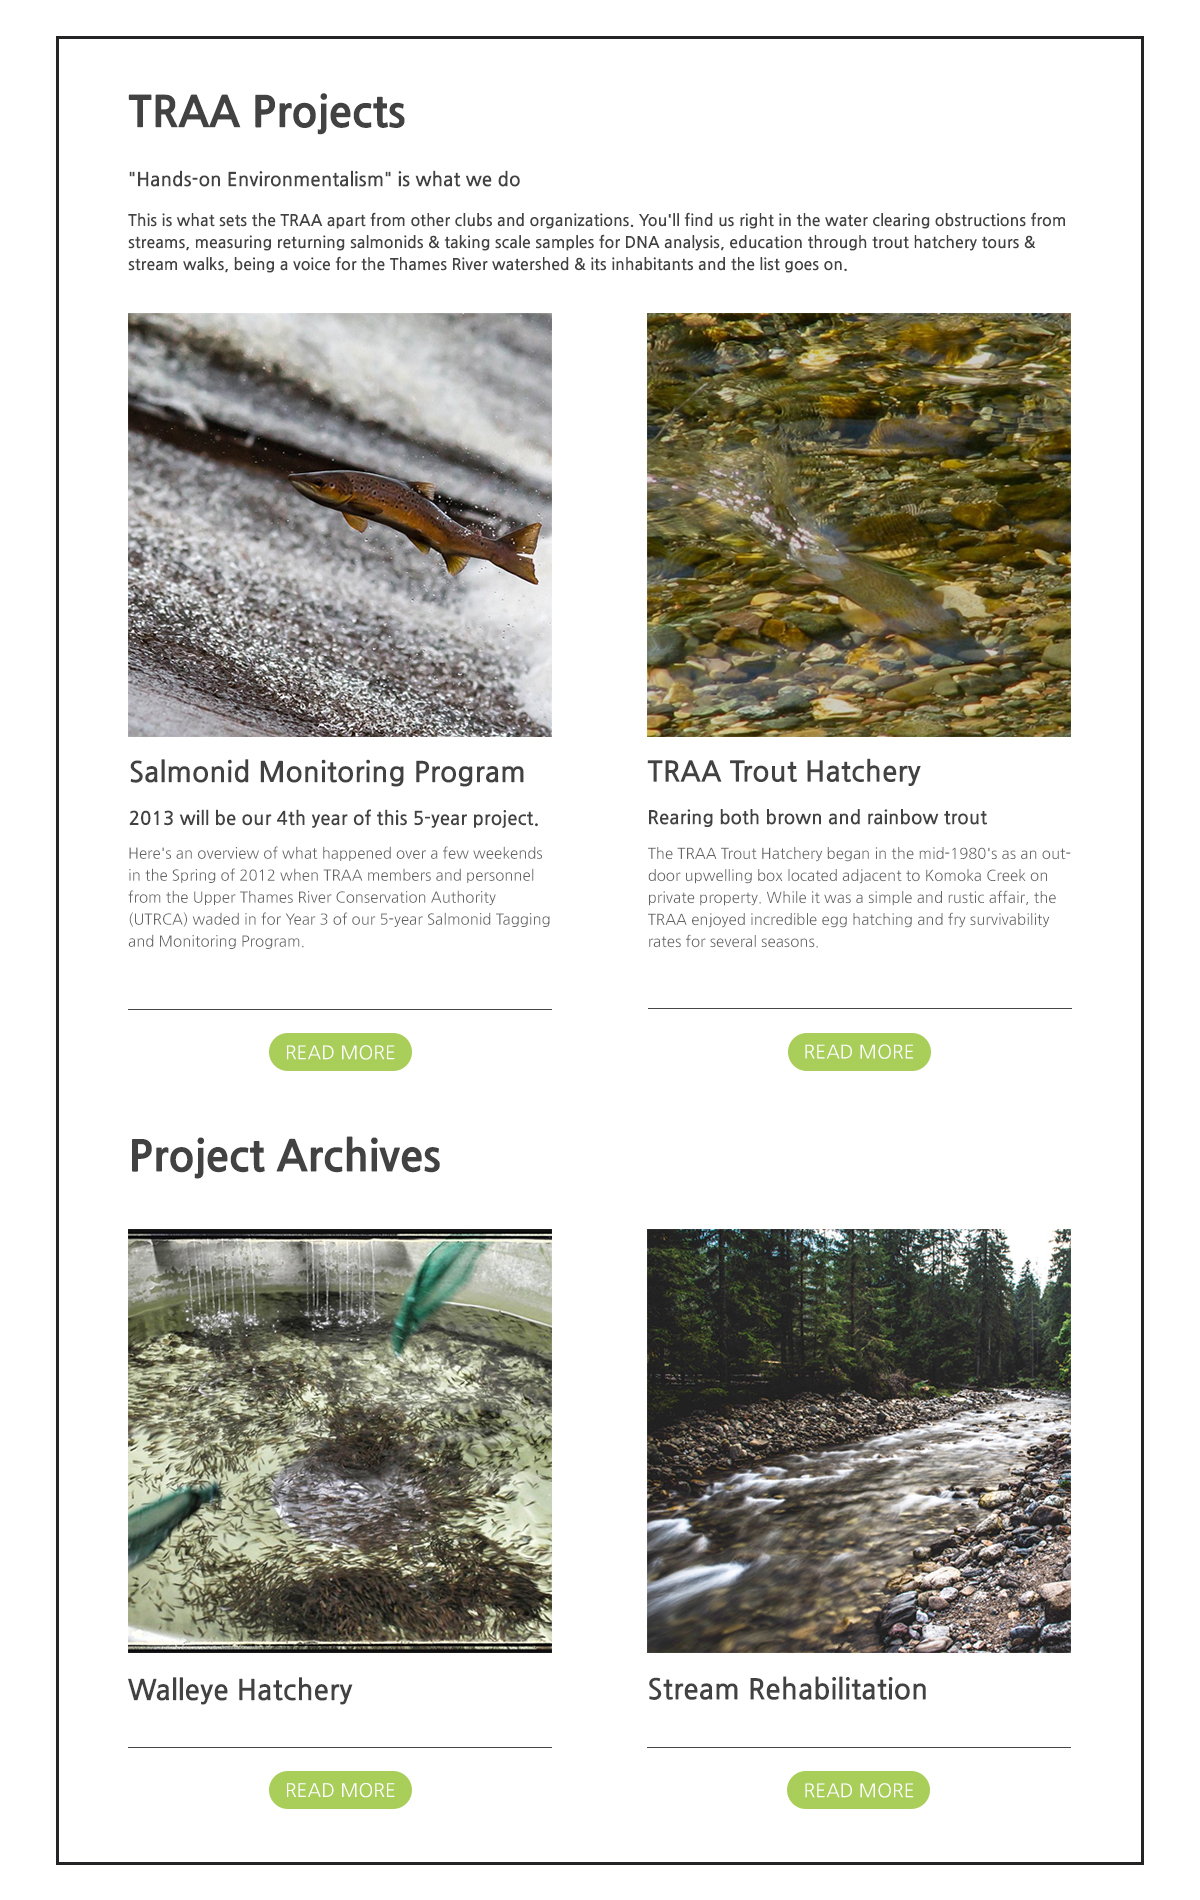 TRAA Projects
"Hands-on Environmentalism" is what we do
This is what sets the TRAA apart from other clubs and organizations. You'll find us right in the water clearing obstructions from
streams, measuring returning salmonids & taking scale samples for DNA analysis, education through trout hatchery tours &
stream walks, being a voice for the Thames River watershed & its inhabitants and the list goes on.
Salmonid Monitoring Program
2013 will be our 4th year of this 5-year project.
Here's an overview of what happened over a few weekends
in the Spring of 2012 when TRAA members and personnel
from the Upper Thames River Conservation Authority
(UTRCA) waded in for Year 3 of our 5-year Salmonid Tagging
and Monitoring Program.
READ MORE
TRAA Trout Hatchery
Rearing both brown and rainbow trout
The TRAA Trout Hatchery began in the mid-1980's as an out-
door upwelling box located adjacent to Komoka Creek on
private property. While it was a simple and rustic affair, the
TRAA enjoyed incredible egg hatching and fry survivability
rates for several seasons.
READ MORE
Project Archives
Walleye Hatchery
READ MORE
Stream Rehabilitation
READ MORE